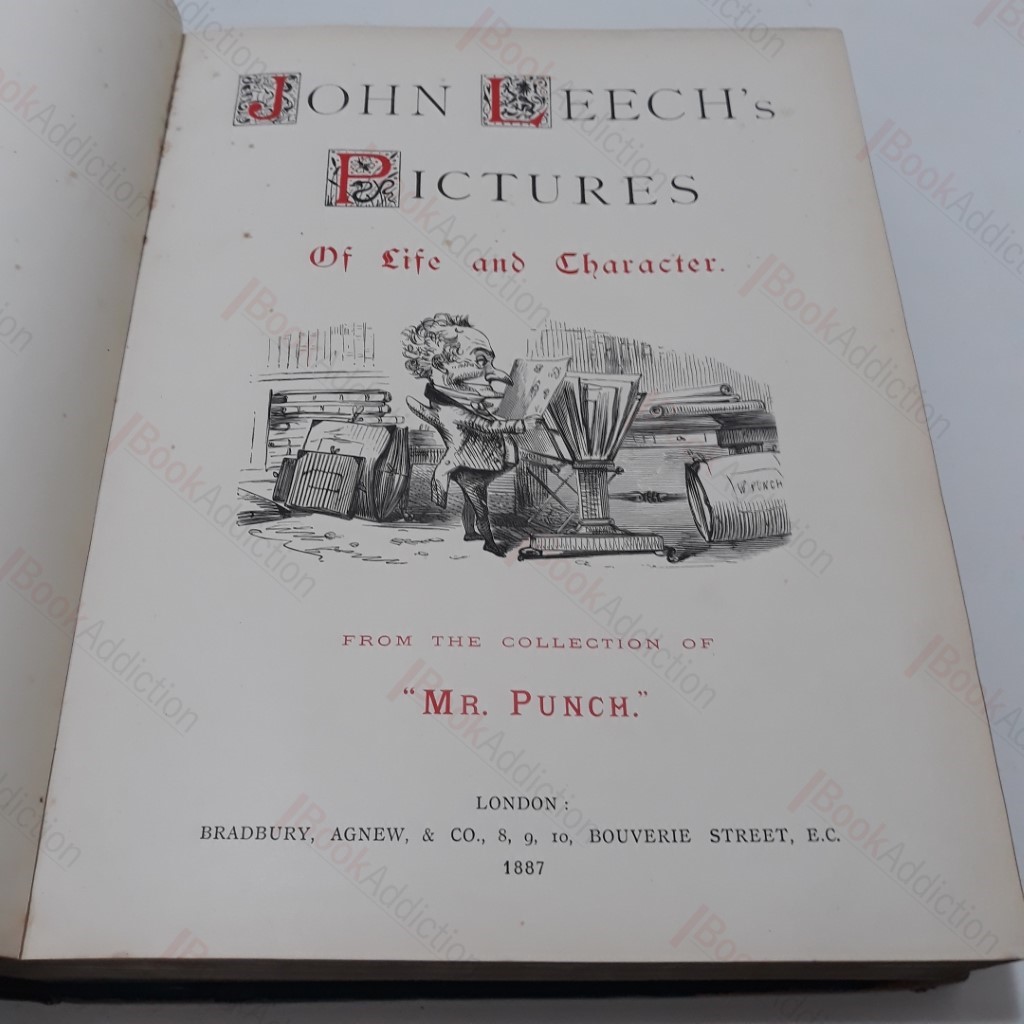 JOHN LEECH's
PICTURES
Of Life and Character.
W. PUNCH
FROM THE COLLECTION OF
"MR. PUNCH."
LONDON:
BRADBURY, AGNEW, & CO., 8, 9, 10, BOUVERIE STREET, E.C.
1887
BookAddiction